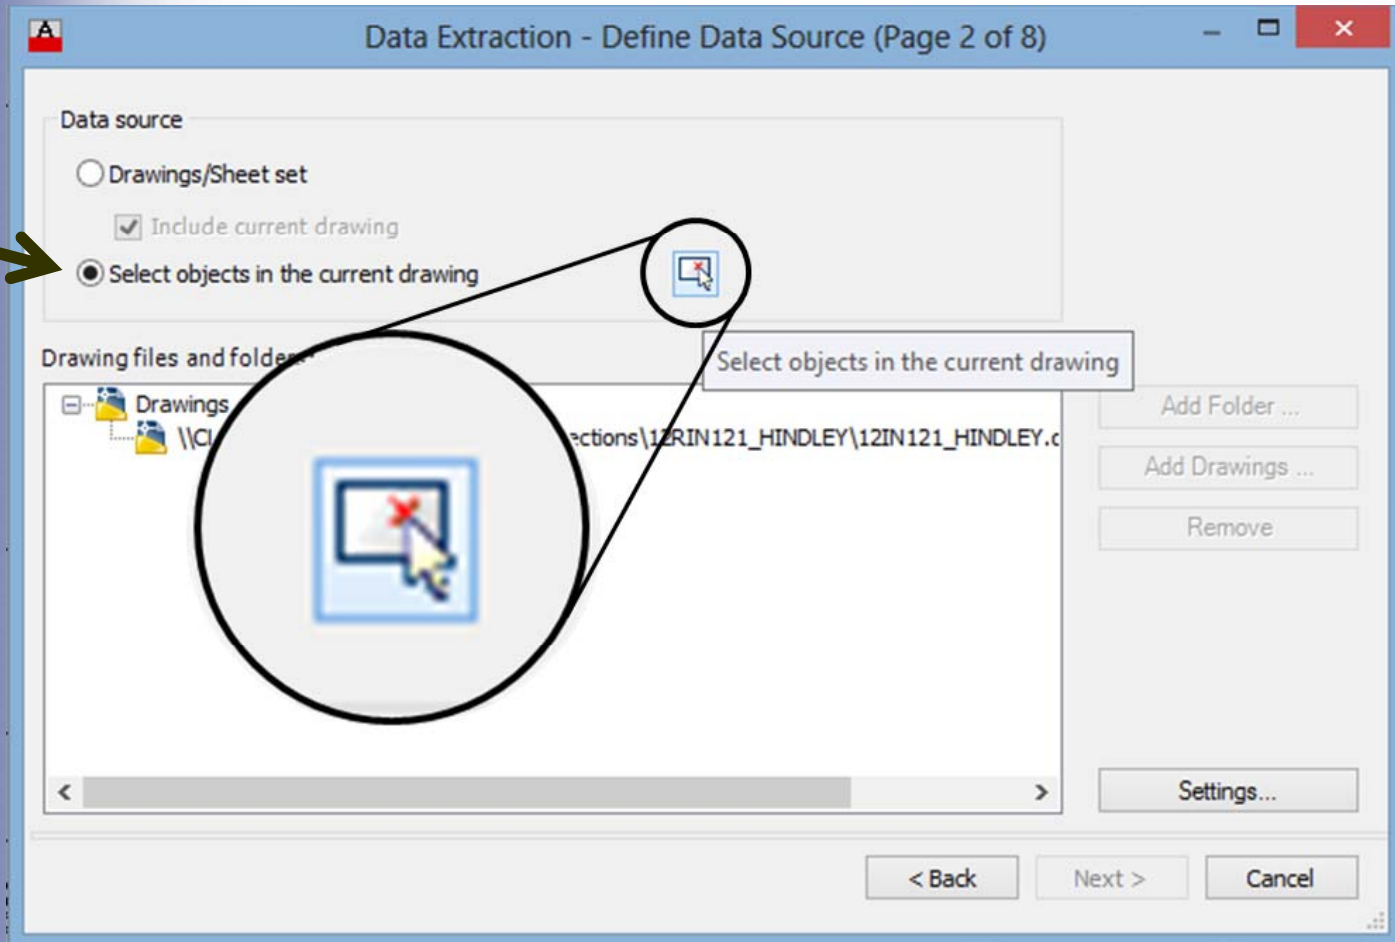 Data Extraction - Define Data Source (Page 2 of 8)
Data source
Drawings/Sheet set
Include current drawing
Select objects in the current drawing
Select objects in the current drawing
Drawing files and folder
Drawings
\\CL ections\12RIN121_HINDLEY\12IN121_HINDLEY.c
Add Folder ...
Add Drawings ...
Remove
Settings...
< Back
Next >
Cancel